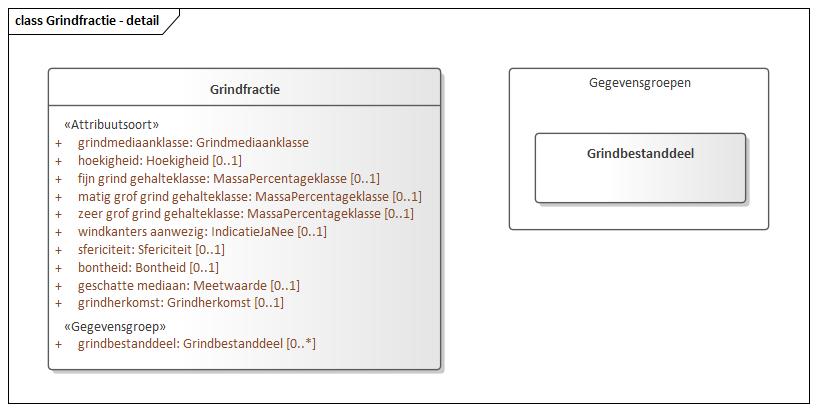 class Grindfractie - detail
Grindfractie
«Attribuutsoort»
+ grindmediaanklasse: Grindmediaanklasse
+ hoekigheid: Hoekigheid [0..1]
+ fijn grind gehalteklasse: MassaPercentageklasse [0..1]
+ matig grof grind gehalteklasse: MassaPercentageklasse [0..1]
+ zeer grof grind gehalteklasse: MassaPercentageklasse [0..1]
+ windkanters aanwezig: IndicatieJaNee [0..1]
+ sfericiteit: Sfericiteit [0..1]
+ bontheid: Bontheid [0..1]
+ geschatte mediaan: Meetwaarde [0..1]
+ grindherkomst: Grindherkomst [0..1]
«Gegevensgroep»
+ grindbestanddeel: Grindbestanddeel [0..*]
Gegevensgroepen
Grindbestanddeel